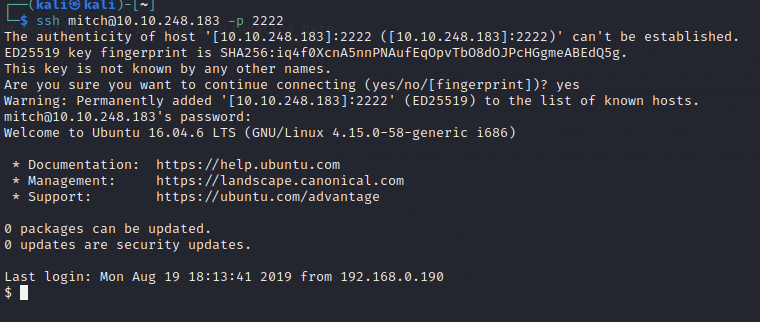 ┌──(kali㉿kali)-[~]
└─$ ssh mitch@10.10.248.183 -p 2222
The authenticity of host '[10.10.248.183]:2222 ([10.10.248.183]:2222)' can't be established.
ED25519 key fingerprint is SHA256:iq4f0XcnA5nnPNAufEqOpvTbO8dOJPcHGgmeABEdQ5g.
This key is not known by any other names.
Are you sure you want to continue connecting (yes/no/[fingerprint])? yes
Warning: Permanently added '[10.10.248.183]:2222' (ED25519) to the list of known hosts.
mitch@10.10.248.183's password:
Welcome to Ubuntu 16.04.6 LTS (GNU/Linux 4.15.0-58-generic i686)
* Documentation:  https://help.ubuntu.com
* Management:     https://landscape.canonical.com
* Support:        https://ubuntu.com/advantage
0 packages can be updated.
0 updates are security updates.
Last login: Mon Aug 19 18:13:41 2019 from 192.168.0.190
$